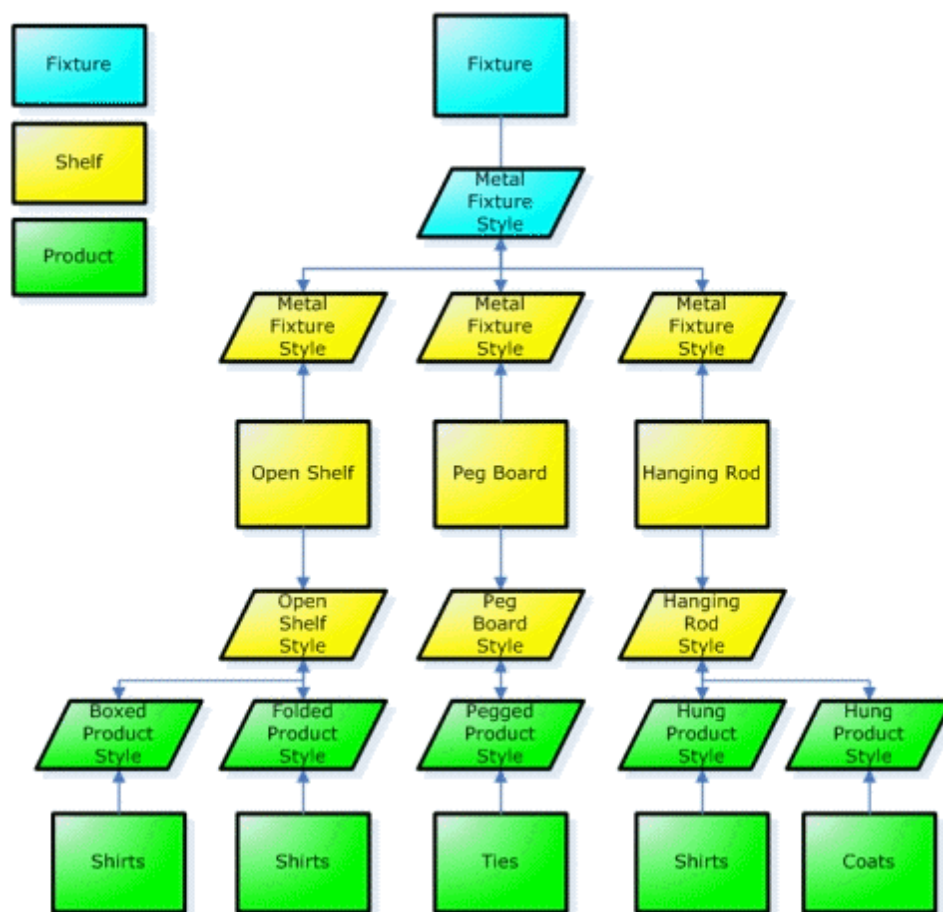 Fixture
Shelf
Product
Fixture
Metal
Fixture
Style
Metal
Fixture
Style
Metal
Fixture
Style
Metal
Fixture
Style
Open Shelf
Peg Board
Hanging Rod
Open
Shelf
Style
Peg
Board
Style
Hanging
Rod
Style
Boxed
Product
Style
Folded
Product
Style
Pegged
Product
Style
Hung
Product
Style
Hung
Product
Style
Shirts
Shirts
Ties
Shirts
Coats